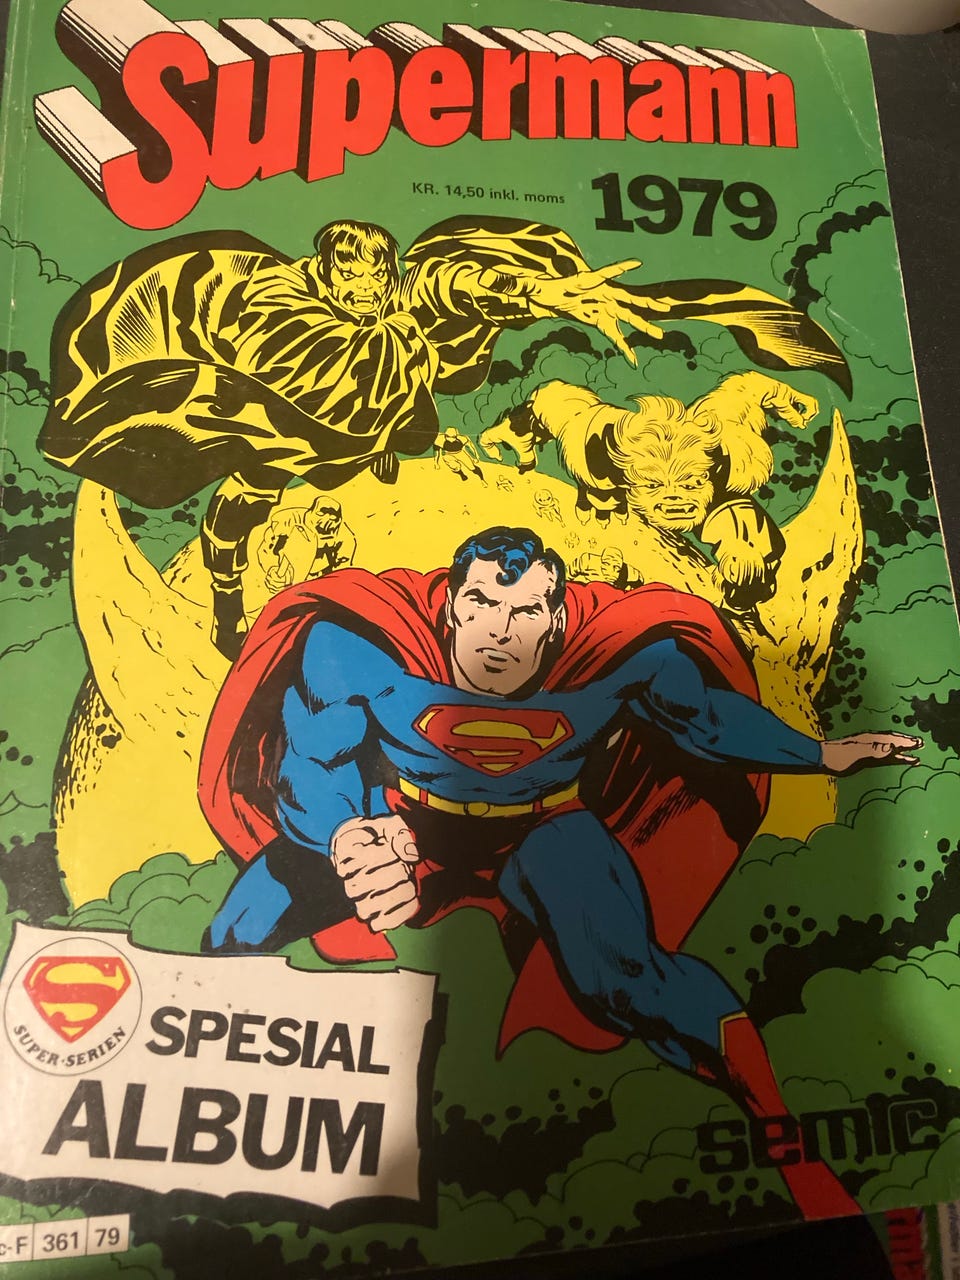 Supermann
KR. 14,50 inkl. moms
1979
SUPER·SERIEN
SPESIAL
ALBUM
semic
c-F 361 79